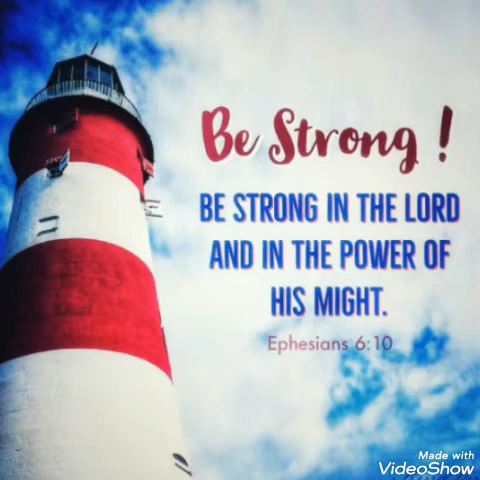 Be Strong !
BE STRONG IN THE LORD
AND IN THE POWER OF
HIS MIGHT.
Ephesians 6:10
Made with
VideoShow